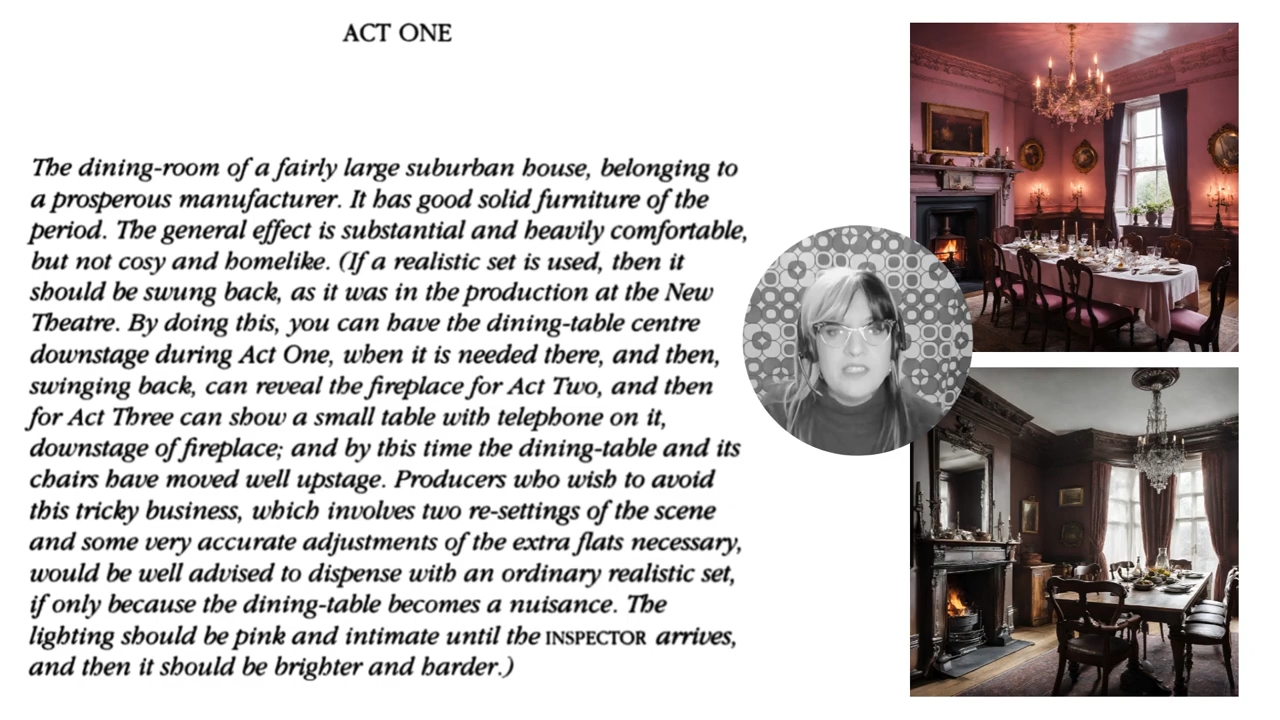 ACT ONE
The dining-room of a fairly large suburban house, belonging to
a prosperous manufacturer. It has good solid furniture of the
period. The general effect is substantial and heavily comfortable,
but not cosy and homelike. (If a realistic set is used, then it
should be swung back, as it was in the production at the New
Theatre. By doing this, you can have the dining-table centre
downstage during Act One, when it is needed there, and then,
swinging back, can reveal the fireplace for Act Two, and then
for Act Three can show a small table with telephone on it,
downstage of fireplace; and by this time the dining-table and its
chairs have moved well upstage. Producers who wish to avoid
this tricky business, which involves two re-settings of the scene
and some very accurate adjustments of the extra flats necessary,
would be well advised to dispense with an ordinary realistic set,
if only because the dining-table becomes a nuisance. The
lighting should be pink and intimate until the INSPECTOR arrives,
and then it should be brighter and harder.)